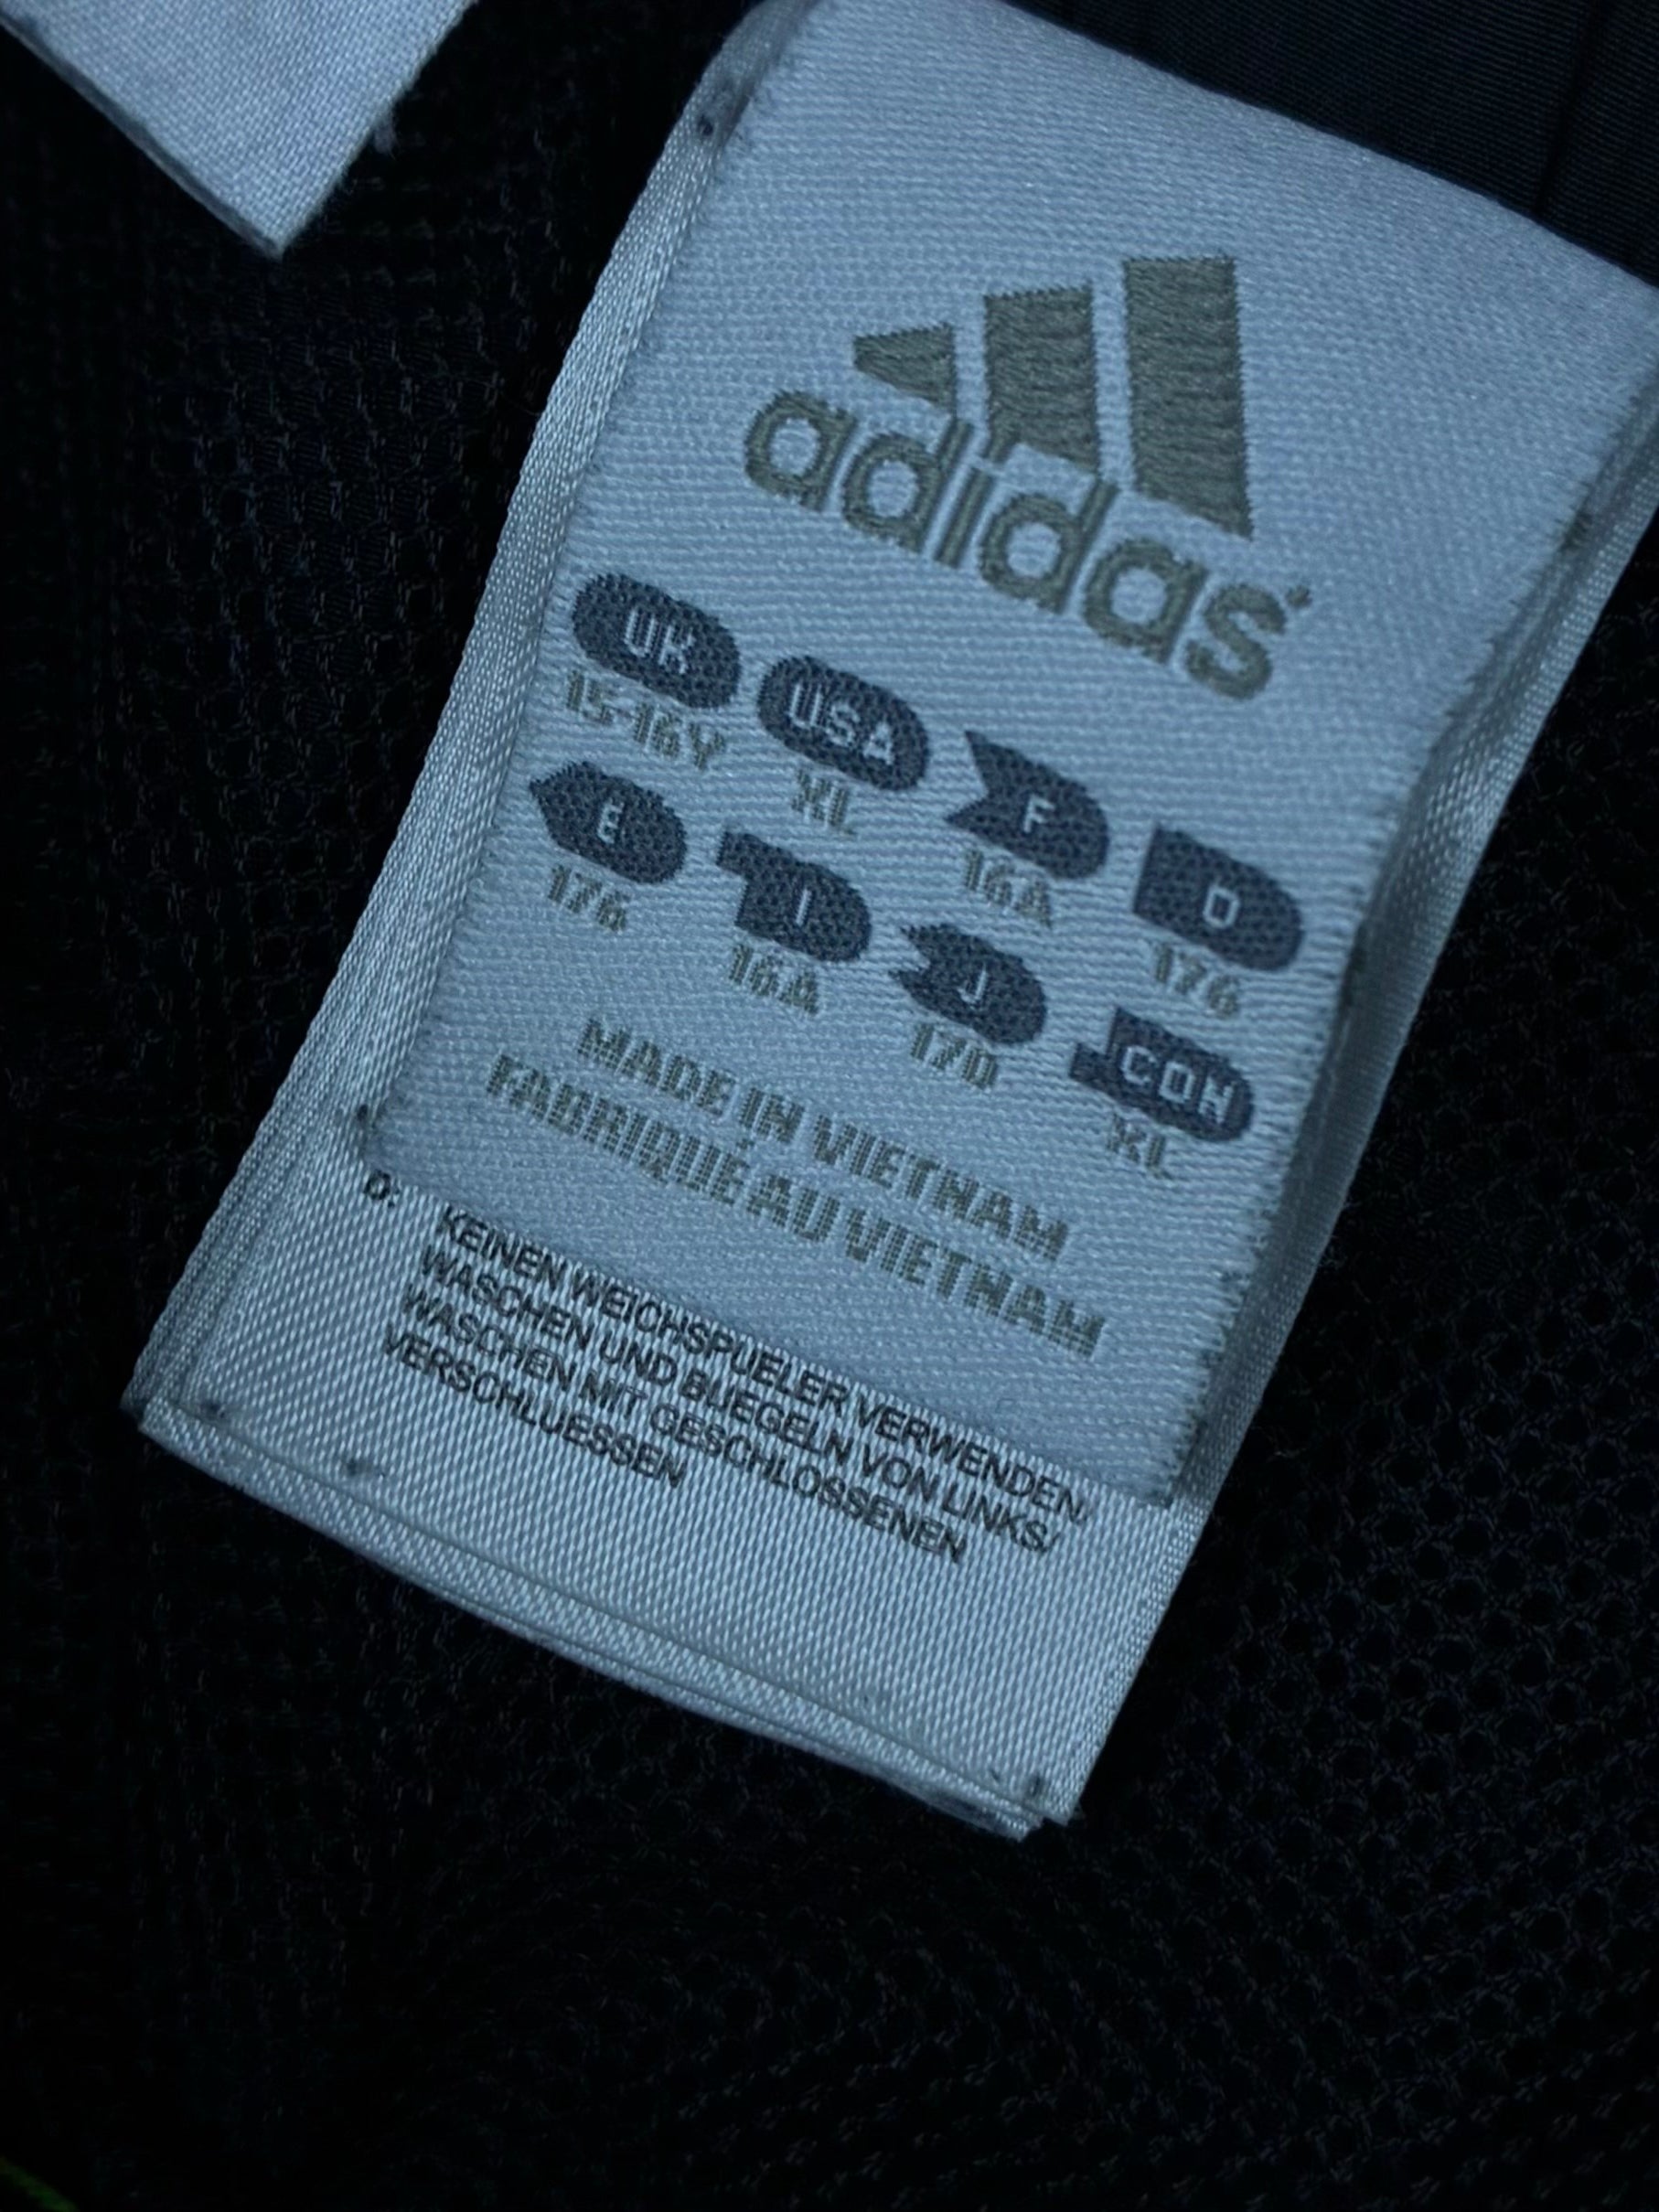 adidas
UK USA F D
15-16Y XL 16A 176
E I J CDN
176 16A 170 XL
MADE IN VIETNAM
FABRIQUÉ AU VIETNAM
D: KEINEN WEICHSPUELER VERWENDEN/
WASCHEN UND BUEGELN VON LINKS/
WASCHEN MIT GESCHLOSSENEN
VERSCHLUESSEN